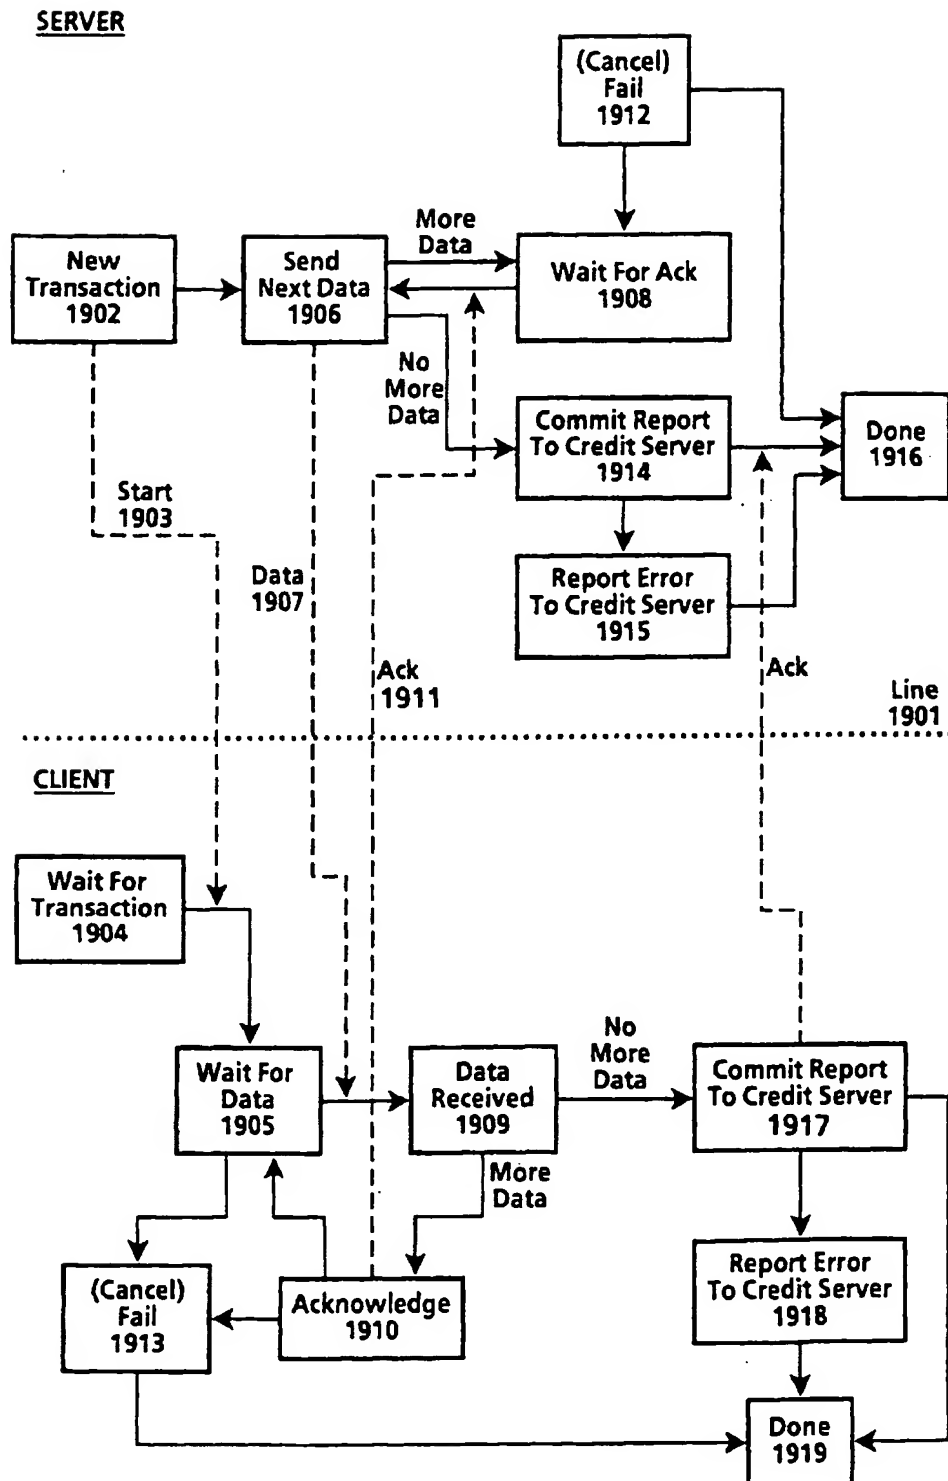 SERVER
(Cancel)
Fail
1912
New
Transaction
1902
Send
Next Data
1906
More
Data
Wait For Ack
1908
No
More
Data
Commit Report
To Credit Server
1914
Done
1916
Start
1903
Data
1907
Report Error
To Credit Server
1915
Ack
1911
Ack
Line
1901
CLIENT
Wait For
Transaction
1904
Wait For
Data
1905
Data
Received
1909
No
More
Data
Commit Report
To Credit Server
1917
More
Data
(Cancel)
Fail
1913
Acknowledge
1910
Report Error
To Credit Server
1918
Done
1919